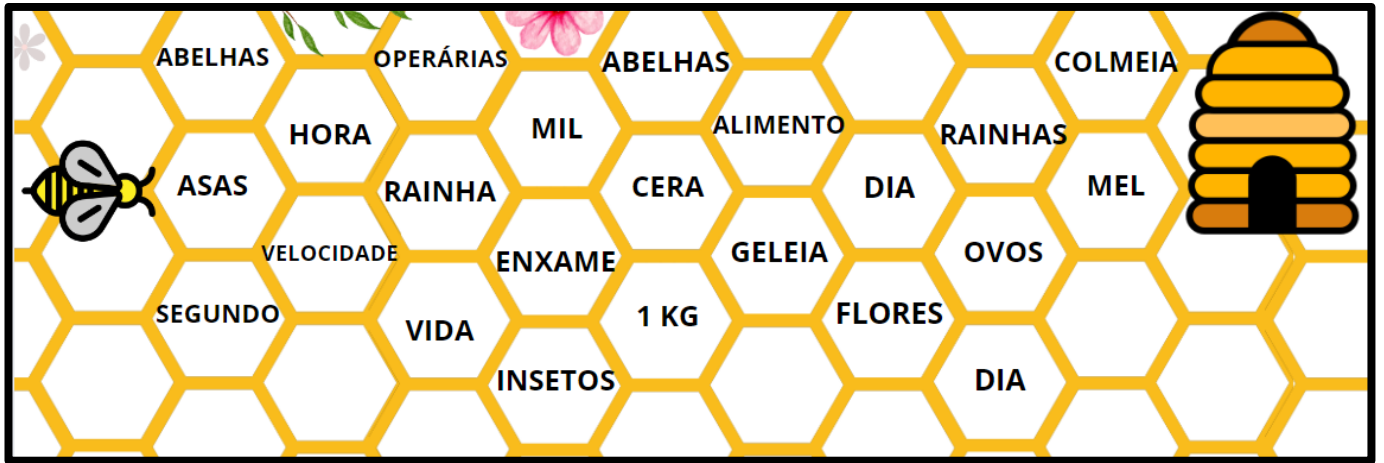 ABELHAS
OPERÁRIAS
ABELHAS
COLMEIA
HORA
MIL
ALIMENTO
RAINHAS
ASAS
RAINHA
CERA
DIA
MEL
VELOCIDADE
ENXAME
GELEIA
OVOS
SEGUNDO
VIDA
1 KG
FLORES
INSETOS
DIA